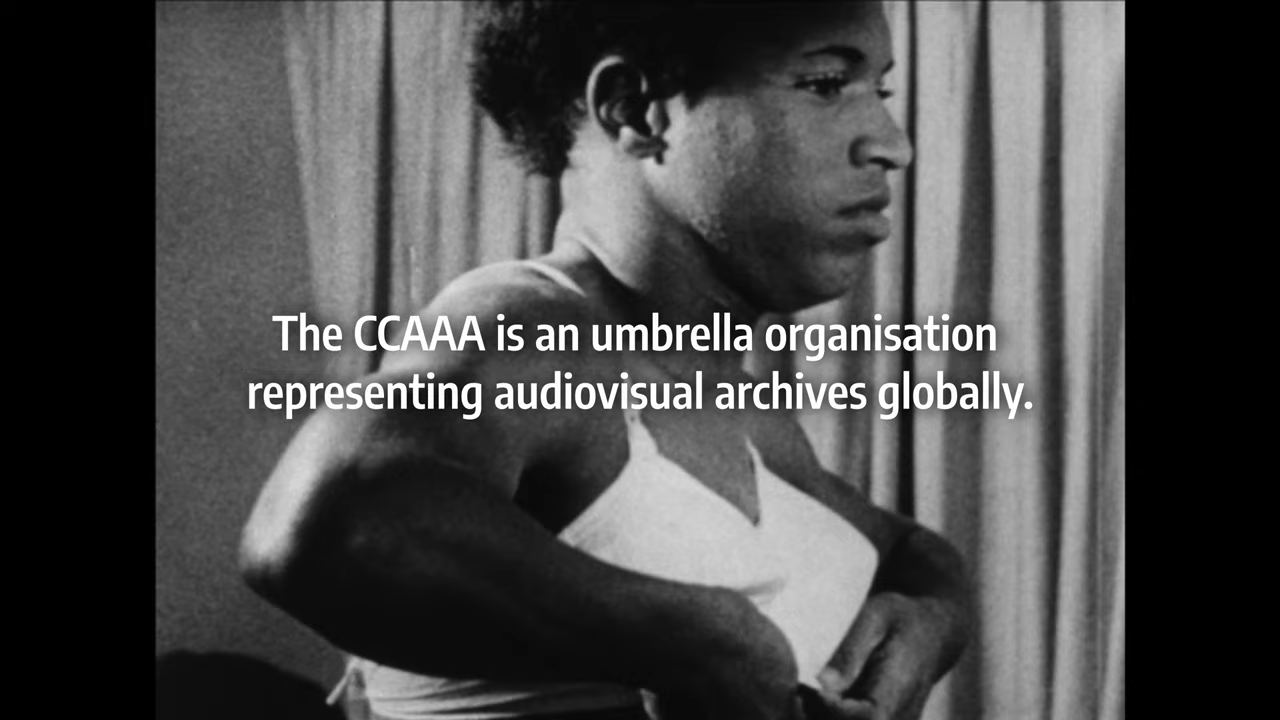 The CCAAA is an umbrella organisation
representing audiovisual archives globally.